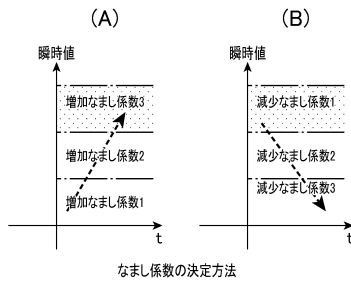 (A)
瞬時値
増加なまし係数3
増加なまし係数2
増加なまし係数1
t
(B)
瞬時値
減少なまし係数1
減少なまし係数2
減少なまし係数3
t
なまし係数の決定方法